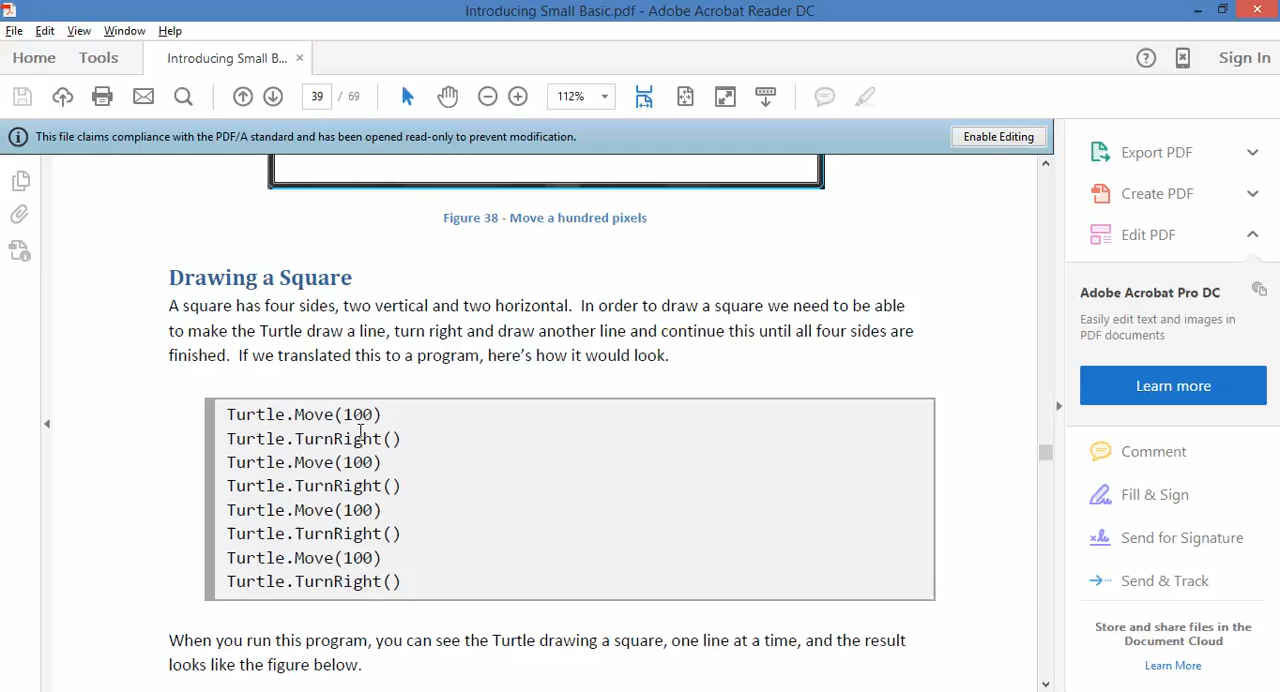 Introducing Small Basic.pdf - Adobe Acrobat Reader DC
File Edit View Window Help
Home Tools Introducing Small B... × Sign In
39 / 69 112%
This file claims compliance with the PDF/A standard and has been opened read-only to prevent modification. Enable Editing
Figure 38 - Move a hundred pixels
Drawing a Square
A square has four sides, two vertical and two horizontal. In order to draw a square we need to be able
to make the Turtle draw a line, turn right and draw another line and continue this until all four sides are
finished. If we translated this to a program, here's how it would look.
Turtle.Move(100)
Turtle.TurnRight()
Turtle.Move(100)
Turtle.TurnRight()
Turtle.Move(100)
Turtle.TurnRight()
Turtle.Move(100)
Turtle.TurnRight()
When you run this program, you can see the Turtle drawing a square, one line at a time, and the result
looks like the figure below.
Export PDF
Create PDF
Edit PDF
Adobe Acrobat Pro DC
Easily edit text and images in
PDF documents
Learn more
Comment
Fill & Sign
Send for Signature
Send & Track
Store and share files in the
Document Cloud
Learn More